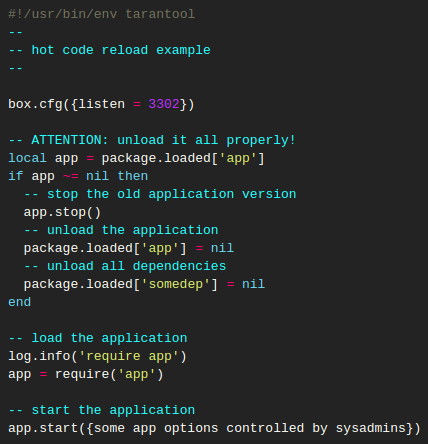 #!/usr/bin/env tarantool
--
-- hot code reload example
--

box.cfg({listen = 3302})

-- ATTENTION: unload it all properly!
local app = package.loaded['app']
if app ~= nil then
  -- stop the old application version
  app.stop()
  -- unload the application
  package.loaded['app'] = nil
  -- unload all dependencies
  package.loaded['somedep'] = nil
end

-- load the application
log.info('require app')
app = require('app')

-- start the application
app.start({some app options controlled by sysadmins})